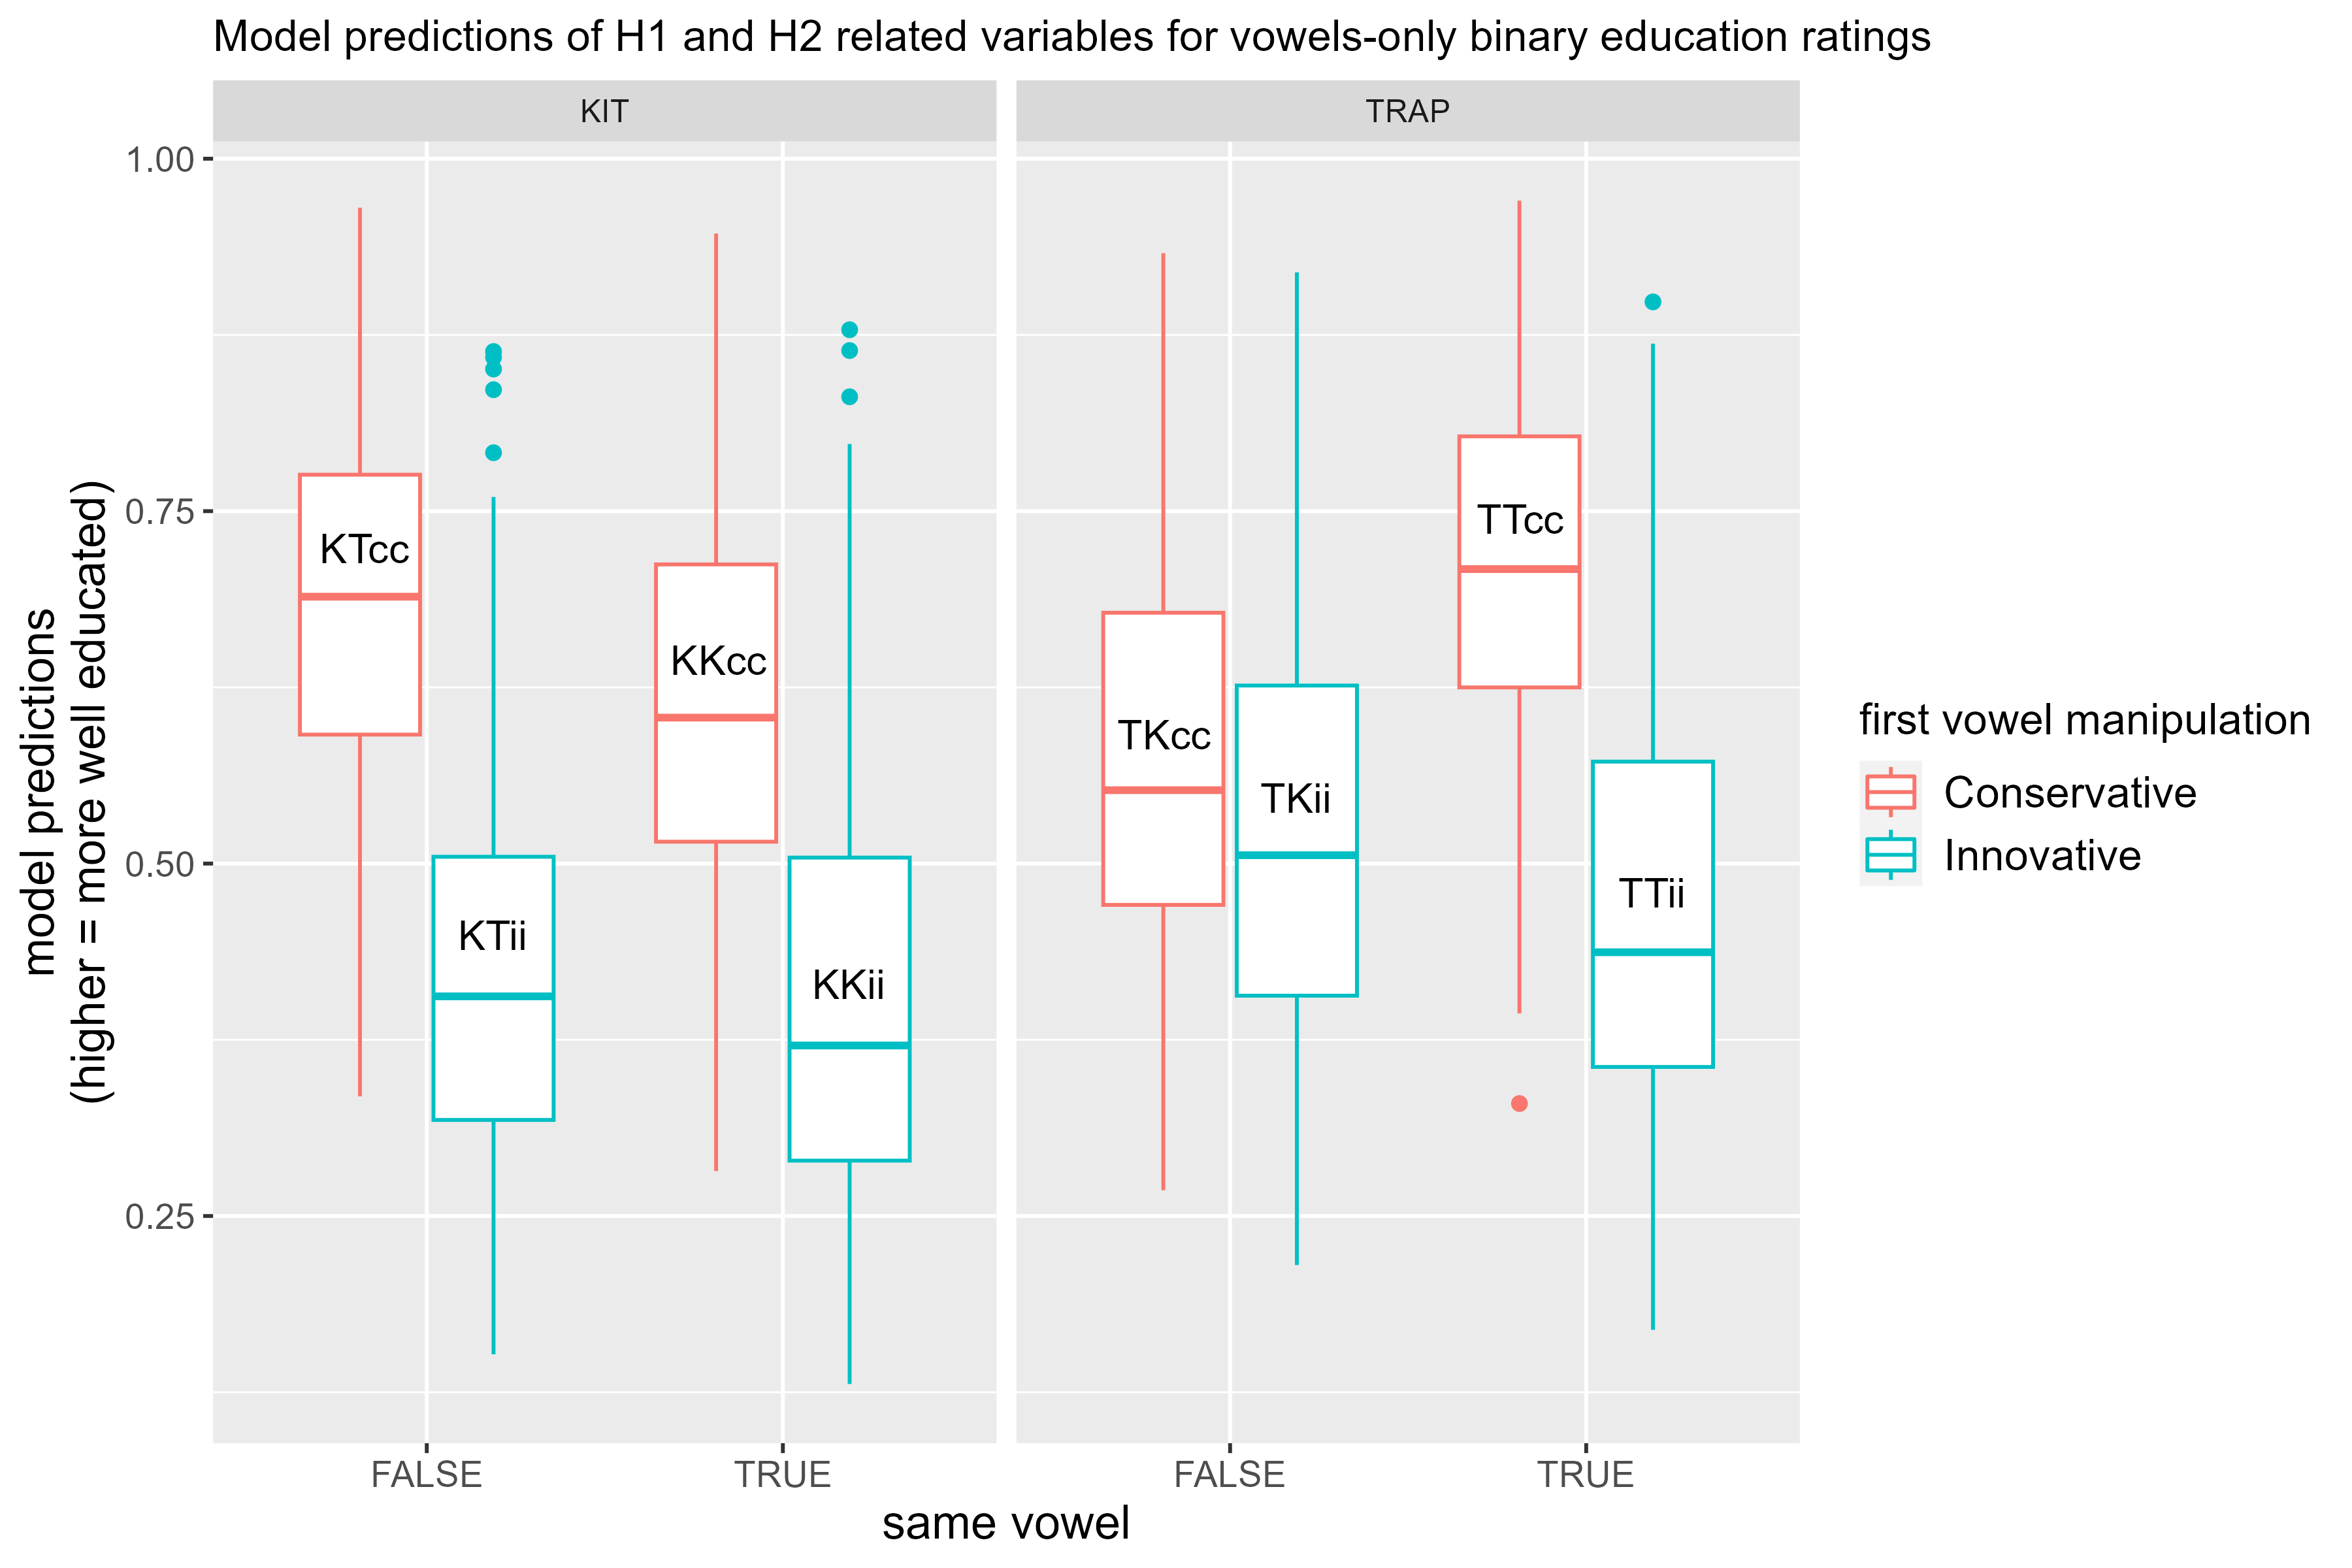 Model predictions of H1 and H2 related variables for vowels-only binary education ratings
KIT
TRAP
1.00
0.75
0.50
0.25
model predictions
(higher = more well educated)
KTcc
KTii
KKcc
KKii
TKcc
TKii
TTcc
TTii
FALSE
TRUE
FALSE
TRUE
same vowel
first vowel manipulation
Conservative
Innovative